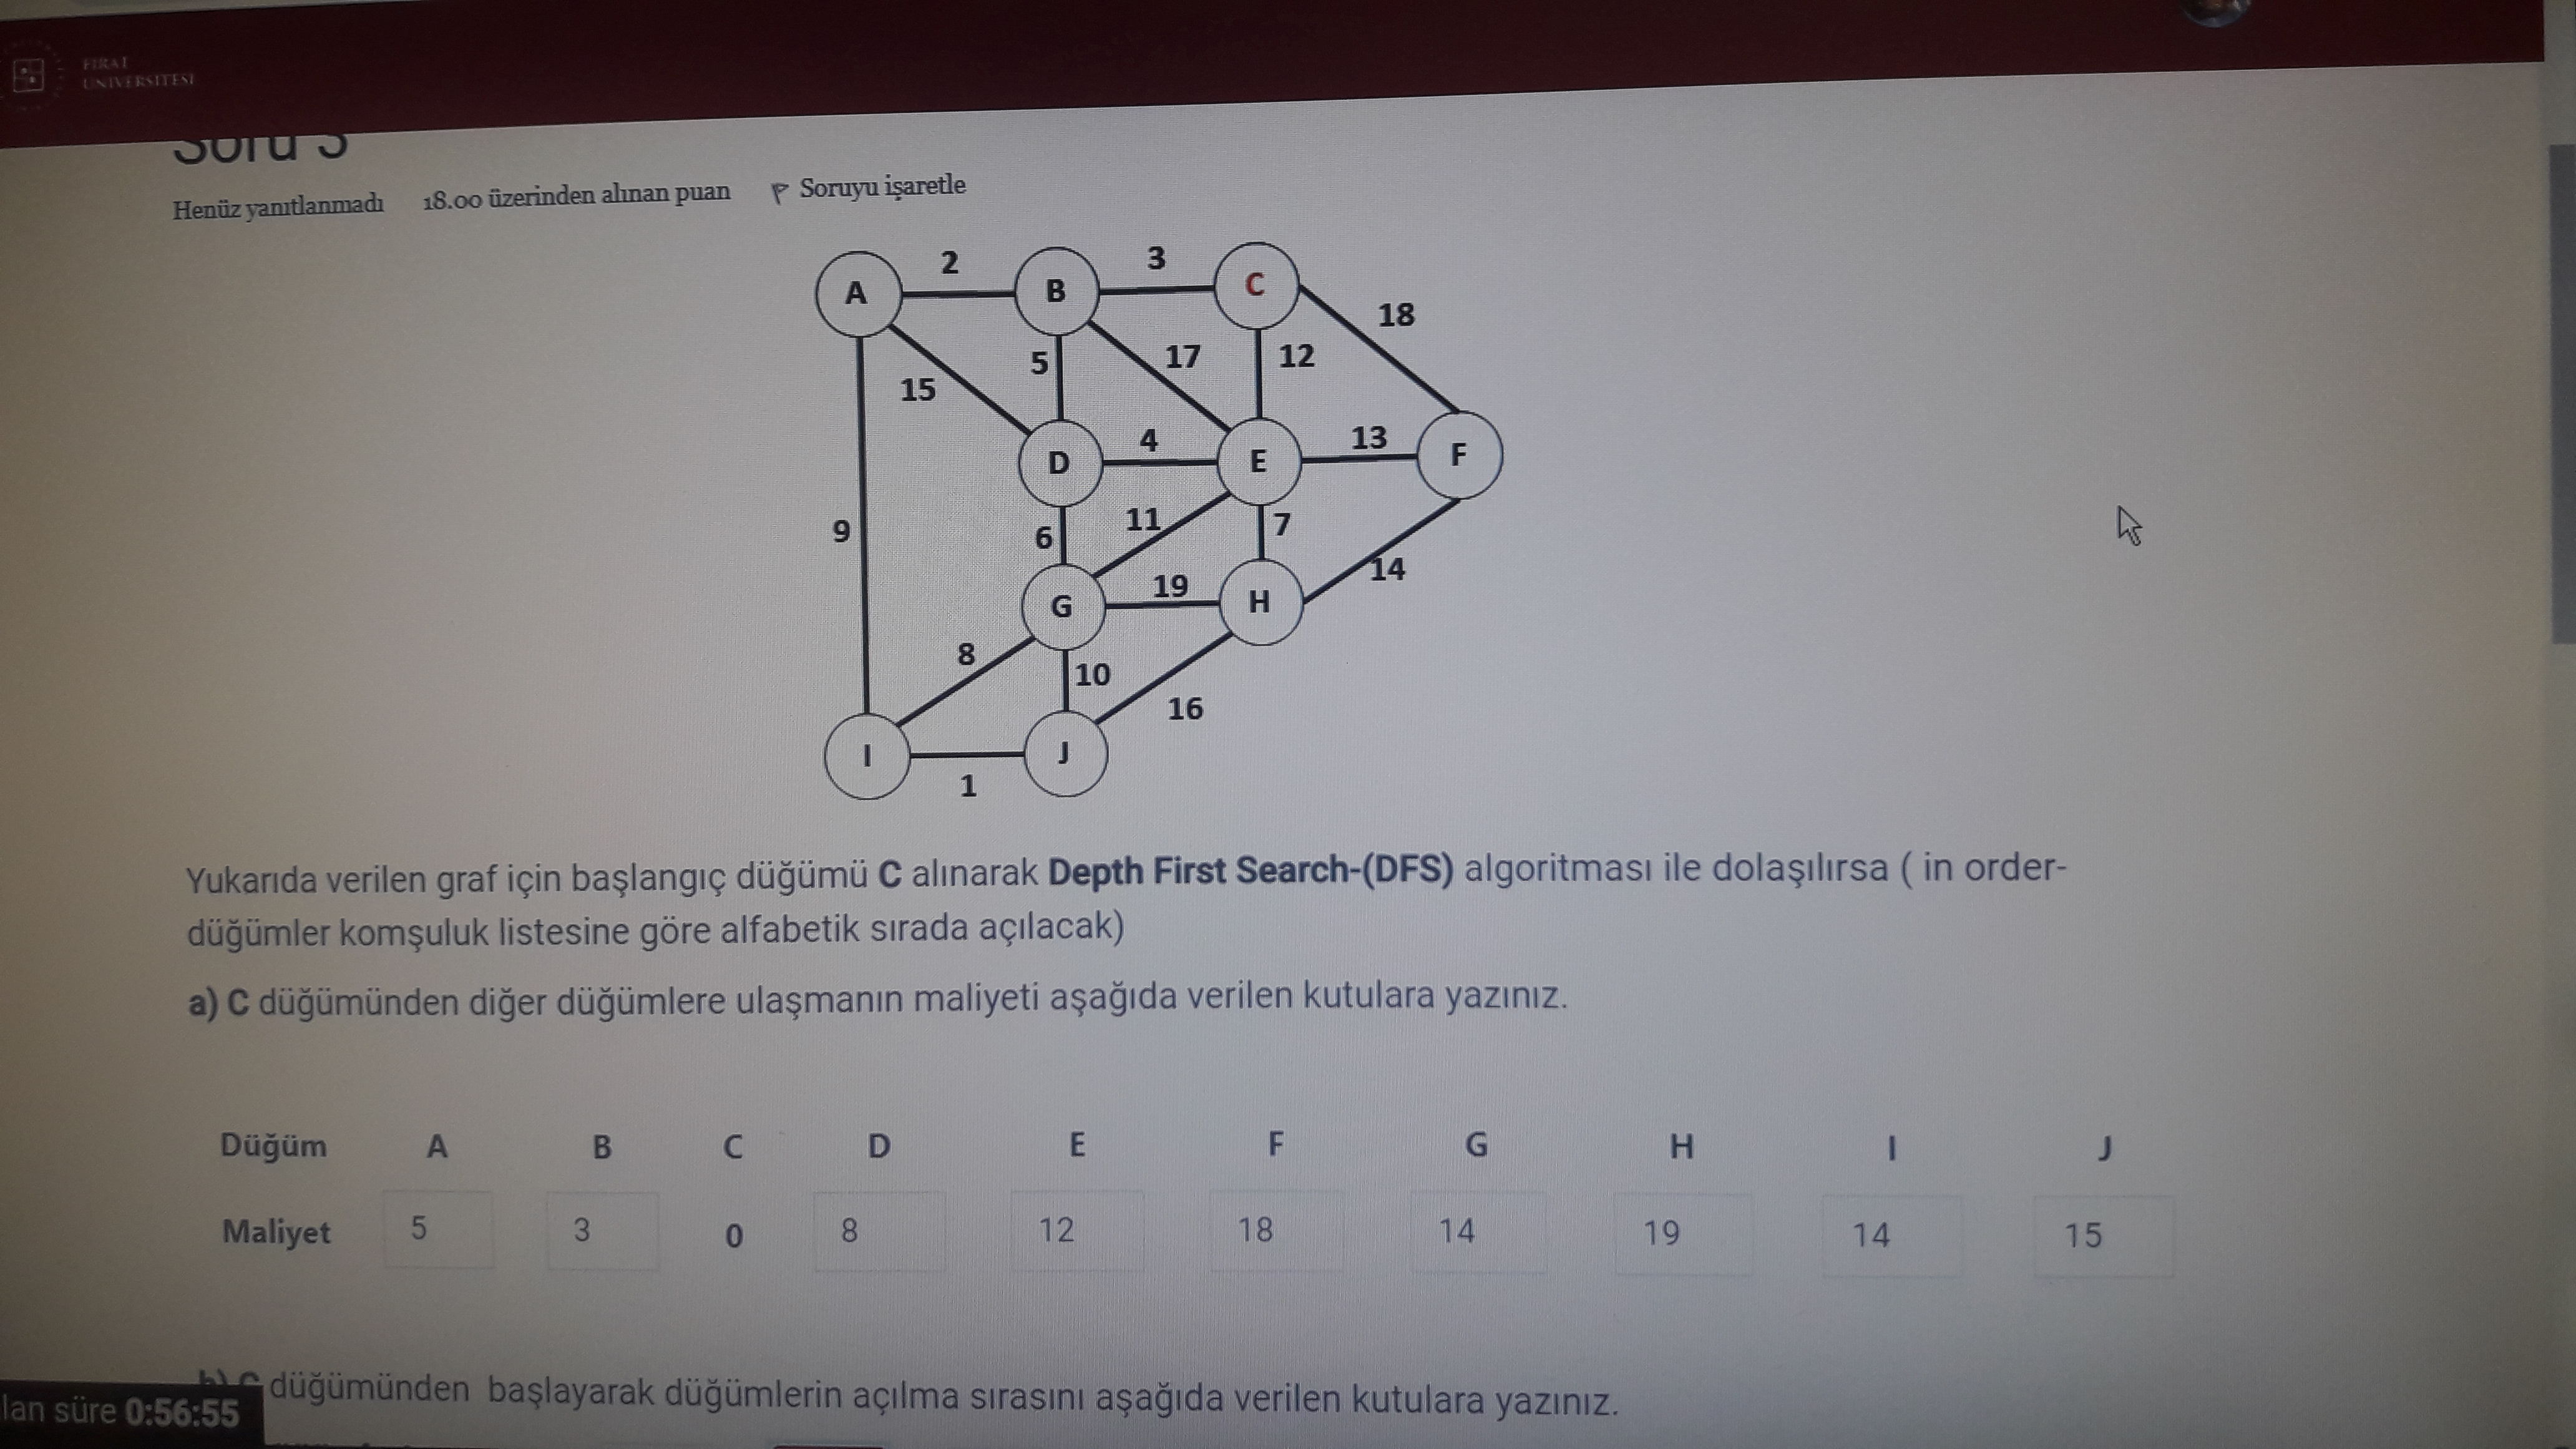 FIRAT
ÜNİVERSİTESİ
Soru 3
Henüz yanıtlanmadı 18.00 üzerinden alınan puan Soruyu işaretle
A 2 B 3 C
15 5 17 12 18
9 D 4 E 13 F
6 11 7 14
8 G 19 H
10 16
I 1 J
Yukarıda verilen graf için başlangıç düğümü C alınarak Depth First Search-(DFS) algoritması ile dolaşılırsa ( in order-
düğümler komşuluk listesine göre alfabetik sırada açılacak)
a) C düğümünden diğer düğümlere ulaşmanın maliyeti aşağıda verilen kutulara yazınız.
Düğüm A B C D E F G H I J
Maliyet 5 3 0 8 12 18 14 19 14 15
b) C düğümünden başlayarak düğümlerin açılma sırasını aşağıda verilen kutulara yazınız.
lan süre 0:56:55